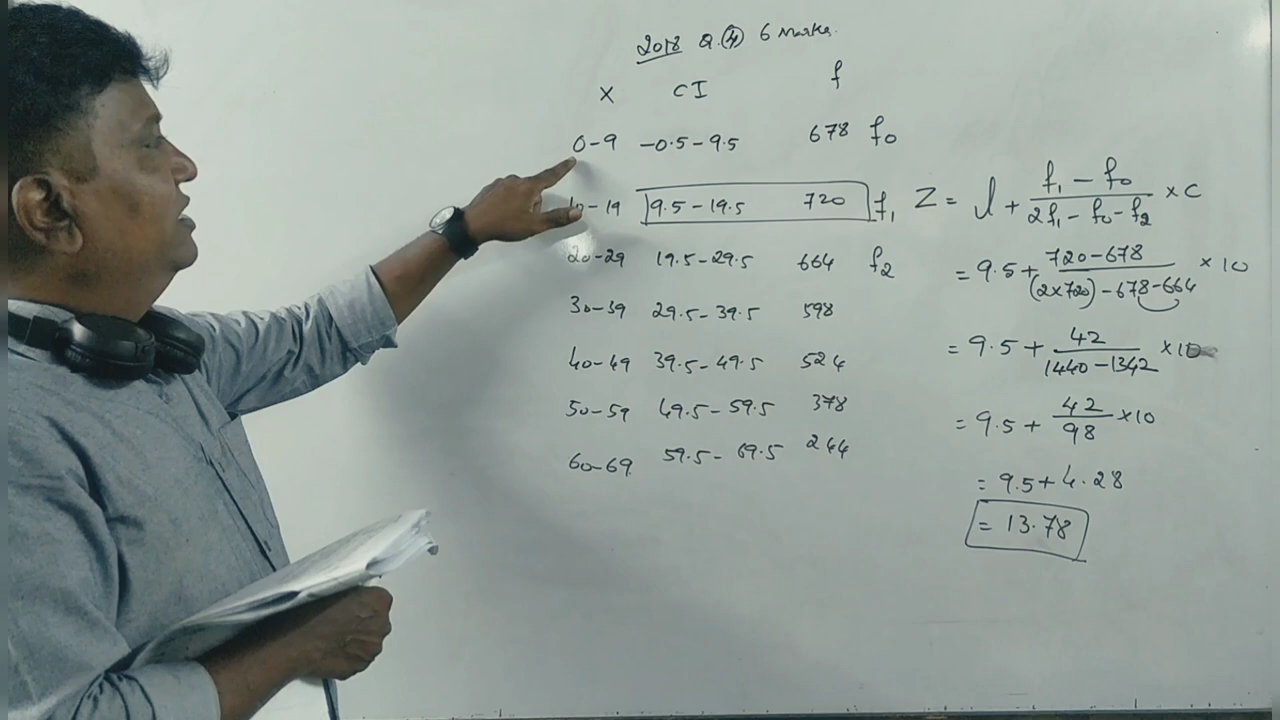 2018 Q.(4) 6 Marks.
X CI f
0-9 -0.5-9.5 678 f0
10-19 9.5-19.5 720 f1
20-29 19.5-29.5 664 f2
30-39 29.5-39.5 598
40-49 39.5-49.5 524
50-59 49.5-59.5 378
60-69 59.5-69.5 244
Z = l + (f1 - f0)/(2f1 - f0 - f2) × c
= 9.5 + (720-678)/((2×720) - 678 - 664) × 10
= 9.5 + 42/(1440-1342) × 10
= 9.5 + 42/98 × 10
= 9.5 + 4.28
= 13.78